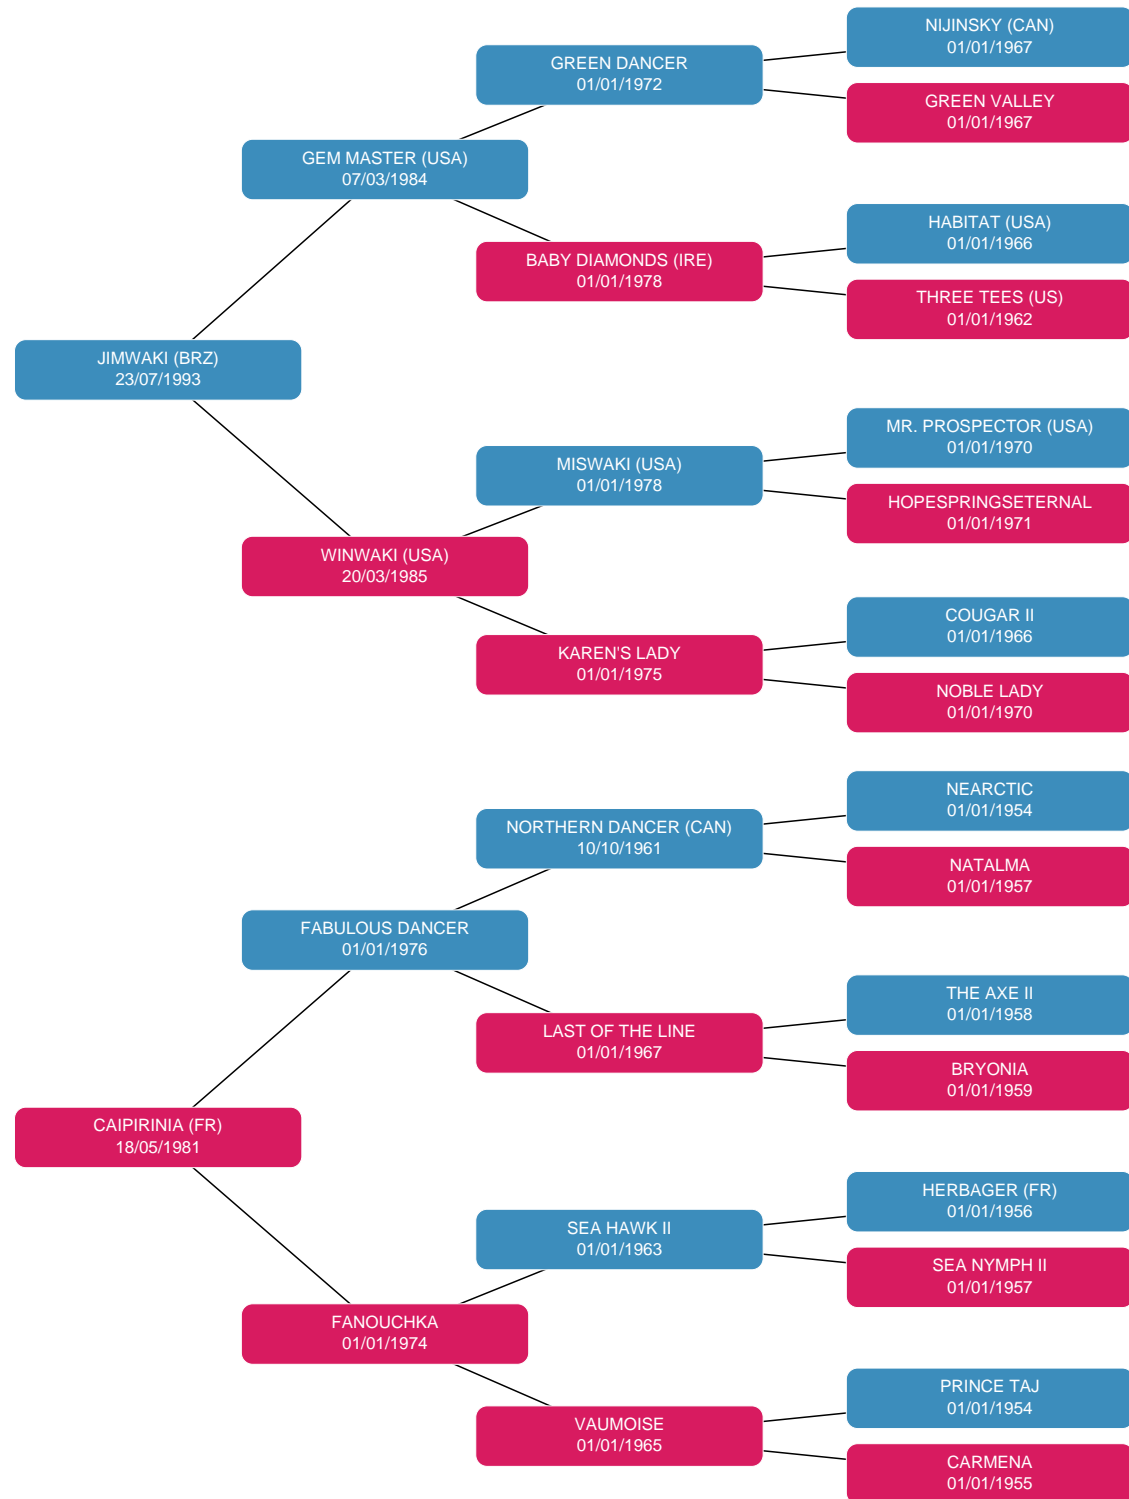 NIJINSKY (CAN)
01/01/1967
GREEN DANCER
01/01/1972
GREEN VALLEY
01/01/1967
GEM MASTER (USA)
07/03/1984
HABITAT (USA)
01/01/1966
BABY DIAMONDS (IRE)
01/01/1978
THREE TEES (US)
01/01/1962
JIMWAKI (BRZ)
23/07/1993
MR. PROSPECTOR (USA)
01/01/1970
MISWAKI (USA)
01/01/1978
HOPESPRINGSETERNAL
01/01/1971
WINWAKI (USA)
20/03/1985
COUGAR II
01/01/1966
KAREN'S LADY
01/01/1975
NOBLE LADY
01/01/1970
NEARCTIC
01/01/1954
NORTHERN DANCER (CAN)
10/10/1961
NATALMA
01/01/1957
FABULOUS DANCER
01/01/1976
THE AXE II
01/01/1958
LAST OF THE LINE
01/01/1967
BRYONIA
01/01/1959
CAIPIRINIA (FR)
18/05/1981
HERBAGER (FR)
01/01/1956
SEA HAWK II
01/01/1963
SEA NYMPH II
01/01/1957
FANOUCHKA
01/01/1974
PRINCE TAJ
01/01/1954
VAUMOISE
01/01/1965
CARMENA
01/01/1955